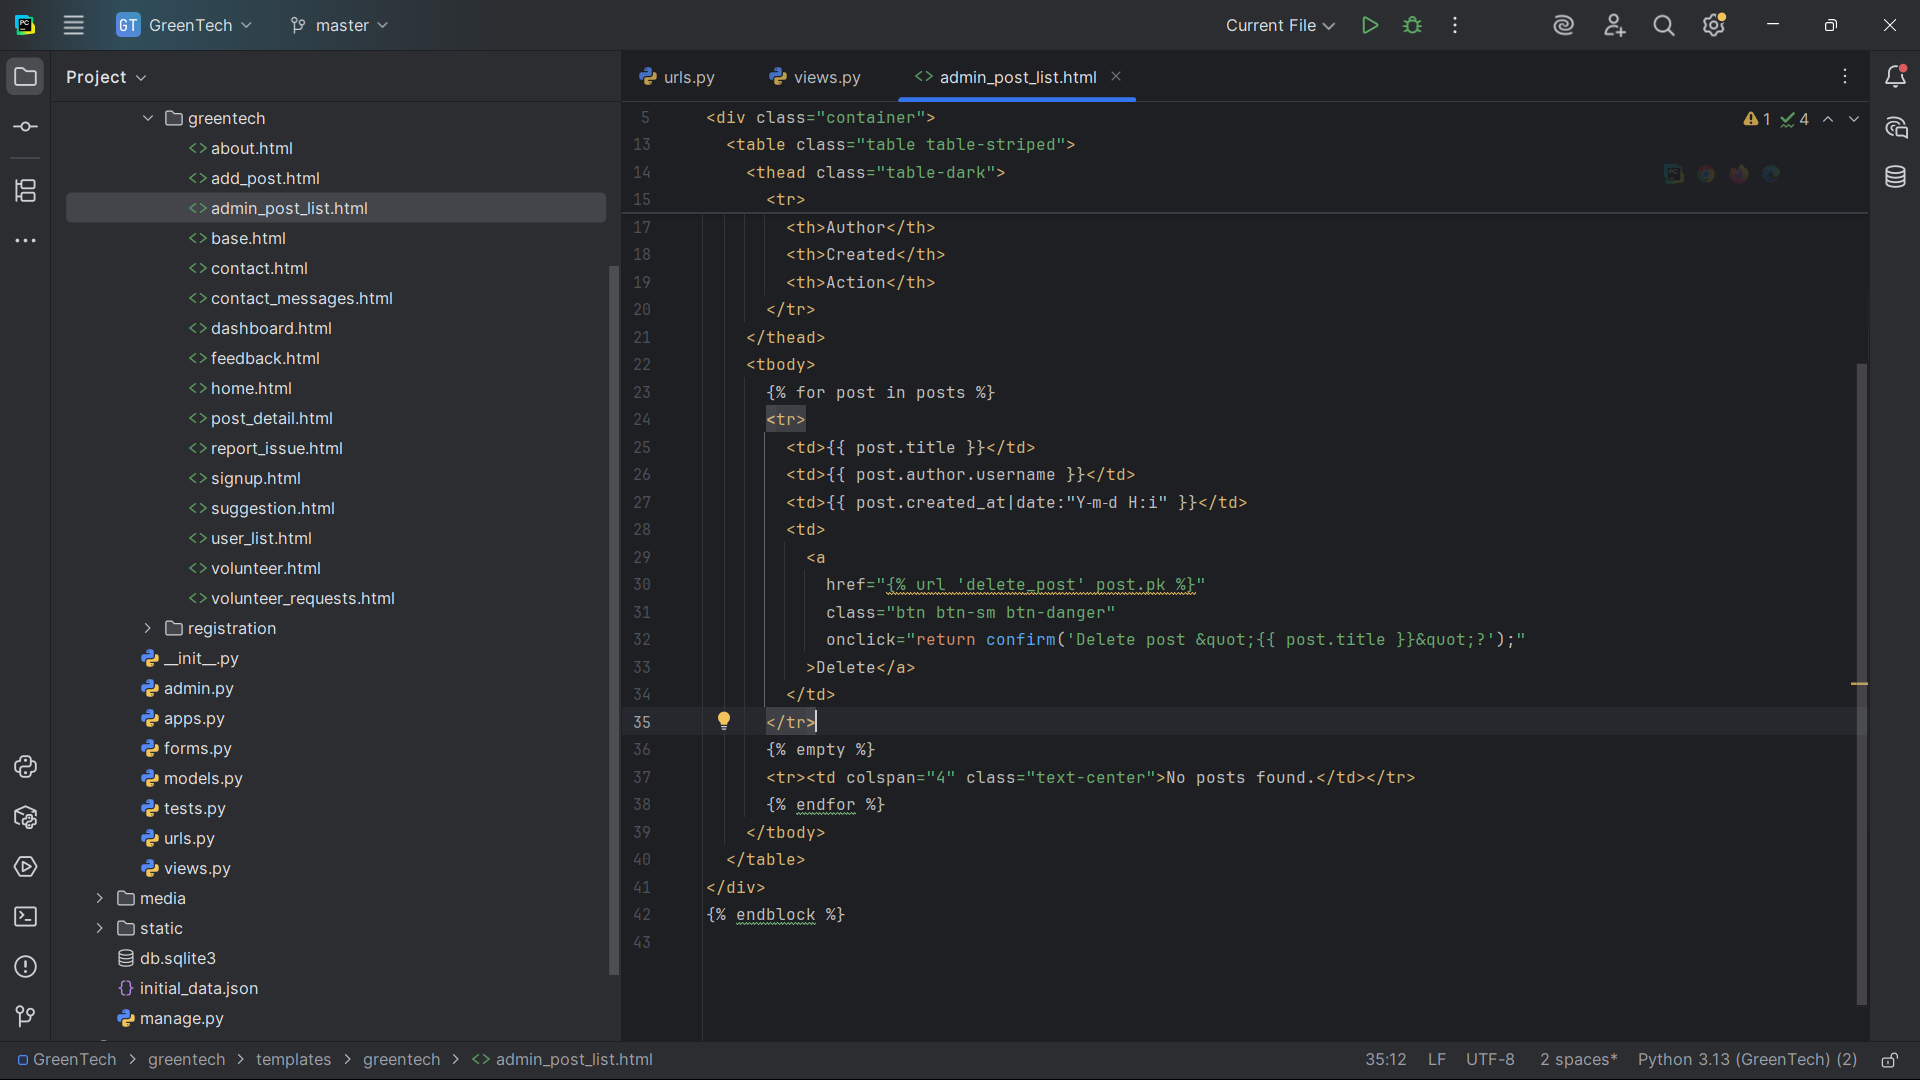 GT GreenTech
master
Current File
Project
urls.py
views.py
<> admin_post_list.html
greentech
<> about.html
<> add_post.html
<> admin_post_list.html
<> base.html
<> contact.html
<> contact_messages.html
<> dashboard.html
<> feedback.html
<> home.html
<> post_detail.html
<> report_issue.html
<> signup.html
<> suggestion.html
<> user_list.html
<> volunteer.html
<> volunteer_requests.html
registration
__init__.py
admin.py
apps.py
forms.py
models.py
tests.py
urls.py
views.py
media
static
db.sqlite3
{} initial_data.json
manage.py
1 4
5 <div class="container">
13 <table class="table table-striped">
14 <thead class="table-dark">
15 <tr>
17 <th>Author</th>
18 <th>Created</th>
19 <th>Action</th>
20 </tr>
21 </thead>
22 <tbody>
23 {% for post in posts %}
24 <tr>
25 <td>{{ post.title }}</td>
26 <td>{{ post.author.username }}</td>
27 <td>{{ post.created_at|date:"Y-m-d H:i" }}</td>
28 <td>
29 <a
30 href="{% url 'delete_post' post.pk %}"
31 class="btn btn-sm btn-danger"
32 onclick="return confirm('Delete post &quot;{{ post.title }}&quot;?');"
33 >Delete</a>
34 </td>
35 </tr>
36 {% empty %}
37 <tr><td colspan="4" class="text-center">No posts found.</td></tr>
38 {% endfor %}
39 </tbody>
40 </table>
41 </div>
42 {% endblock %}
43
GreenTech > greentech > templates > greentech > <> admin_post_list.html
35:12 LF UTF-8 2 spaces* Python 3.13 (GreenTech) (2)